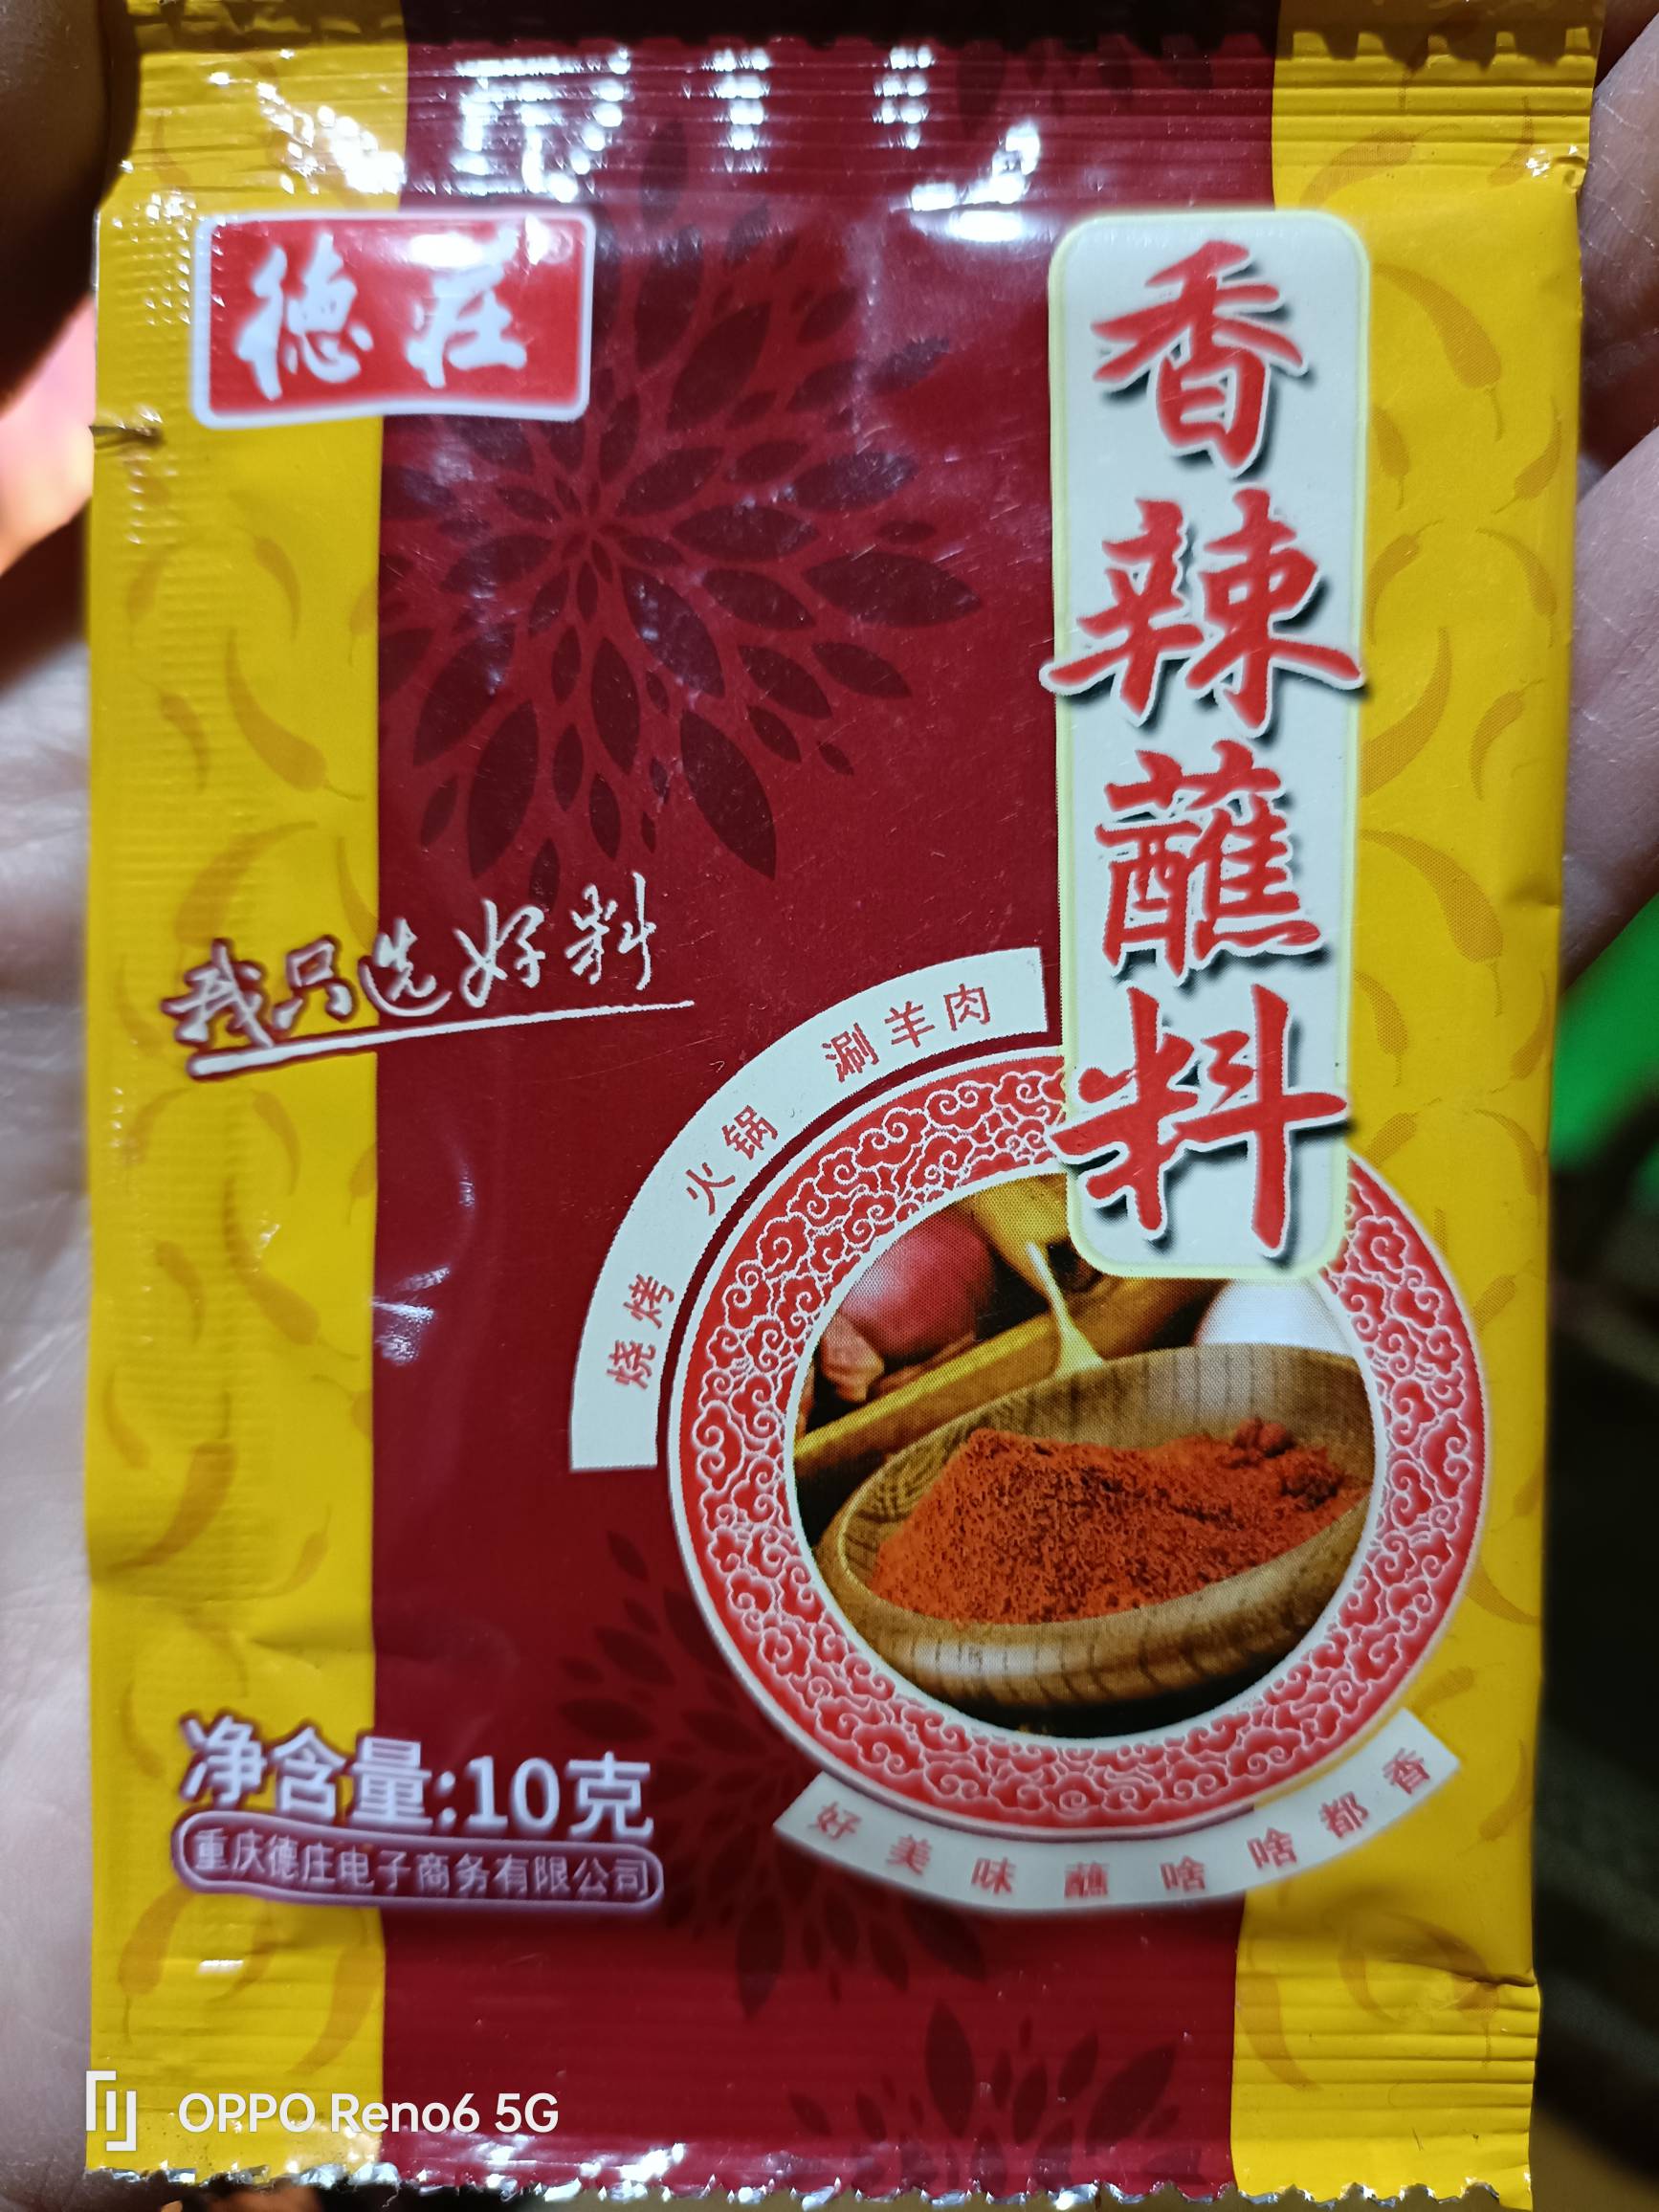 德庄
香辣蘸料
我只选好料
烧烤 火锅 涮羊肉
净含量:10克
重庆德庄电子商务有限公司
好美味蘸啥啥都香
OPPO Reno6 5G